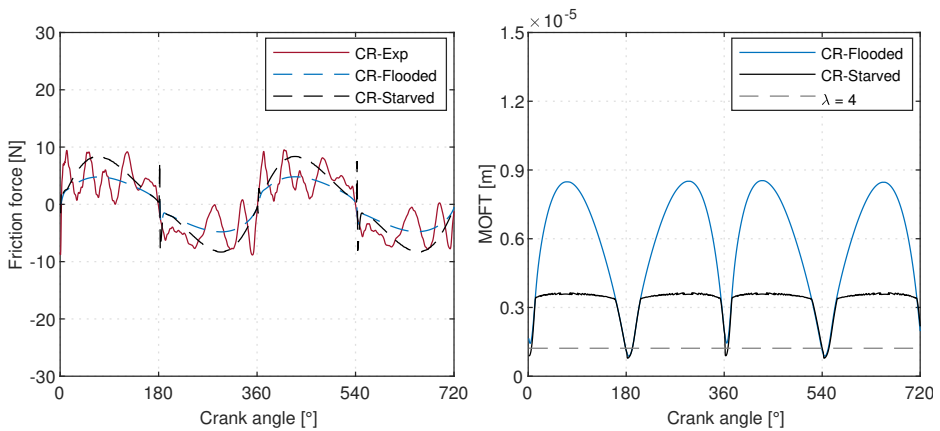 Friction force [N]
30
20
10
0
-10
-20
-30
0
180
360
540
720
Crank angle [°]
CR-Exp
CR-Flooded
CR-Starved
1.5 × 10⁻⁵
1.2
0.9
0.6
0.3
0
MOFT [m]
0
180
360
540
720
Crank angle [°]
CR-Flooded
CR-Starved
λ = 4